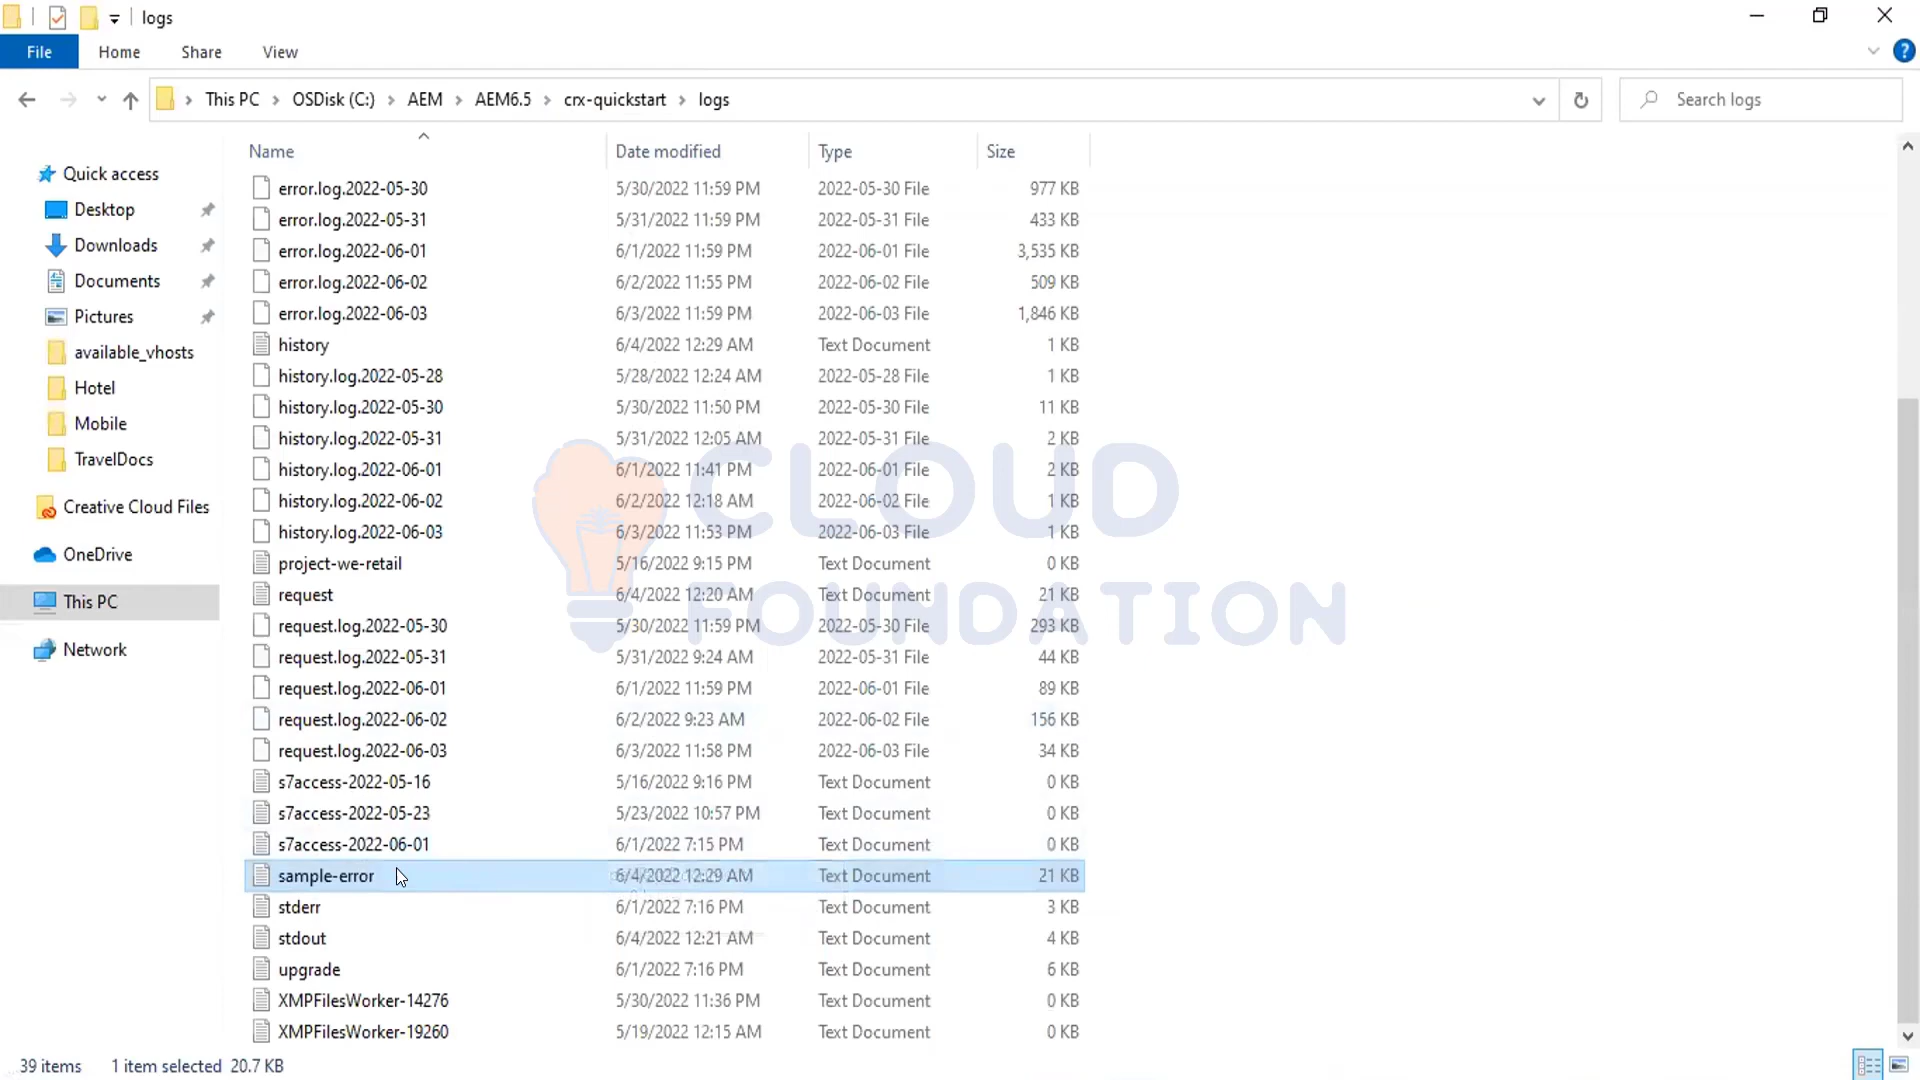 logs
File Home Share View
This PC OSDisk (C:) AEM AEM6.5 crx-quickstart logs Search logs
Name Date modified Type Size
Quick access
Desktop
Downloads
Documents
Pictures
available_vhosts
Hotel
Mobile
TravelDocs
Creative Cloud Files
OneDrive
This PC
Network
error.log.2022-05-30 5/30/2022 11:59 PM 2022-05-30 File 977 KB
error.log.2022-05-31 5/31/2022 11:59 PM 2022-05-31 File 433 KB
error.log.2022-06-01 6/1/2022 11:59 PM 2022-06-01 File 3,535 KB
error.log.2022-06-02 6/2/2022 11:55 PM 2022-06-02 File 509 KB
error.log.2022-06-03 6/3/2022 11:59 PM 2022-06-03 File 1,846 KB
history 6/4/2022 12:29 AM Text Document 1 KB
history.log.2022-05-28 5/28/2022 12:24 AM 2022-05-28 File 1 KB
history.log.2022-05-30 5/30/2022 11:50 PM 2022-05-30 File 11 KB
history.log.2022-05-31 5/31/2022 12:05 AM 2022-05-31 File 2 KB
history.log.2022-06-01 6/1/2022 11:41 PM 2022-06-01 File 2 KB
history.log.2022-06-02 6/2/2022 12:18 AM 2022-06-02 File 1 KB
history.log.2022-06-03 6/3/2022 11:53 PM 2022-06-03 File 1 KB
project-we-retail 5/16/2022 9:15 PM Text Document 0 KB
request 6/4/2022 12:20 AM Text Document 21 KB
request.log.2022-05-30 5/30/2022 11:59 PM 2022-05-30 File 293 KB
request.log.2022-05-31 5/31/2022 9:24 AM 2022-05-31 File 44 KB
request.log.2022-06-01 6/1/2022 11:59 PM 2022-06-01 File 89 KB
request.log.2022-06-02 6/2/2022 9:23 AM 2022-06-02 File 156 KB
request.log.2022-06-03 6/3/2022 11:58 PM 2022-06-03 File 34 KB
s7access-2022-05-16 5/16/2022 9:16 PM Text Document 0 KB
s7access-2022-05-23 5/23/2022 10:57 PM Text Document 0 KB
s7access-2022-06-01 6/1/2022 7:15 PM Text Document 0 KB
sample-error 6/4/2022 12:29 AM Text Document 21 KB
stderr 6/1/2022 7:16 PM Text Document 3 KB
stdout 6/4/2022 12:21 AM Text Document 4 KB
upgrade 6/1/2022 7:16 PM Text Document 6 KB
XMPFilesWorker-14276 5/30/2022 11:36 PM Text Document 0 KB
XMPFilesWorker-19260 5/19/2022 12:15 AM Text Document 0 KB
CLOUD
FOUNDATION
39 items 1 item selected 20.7 KB